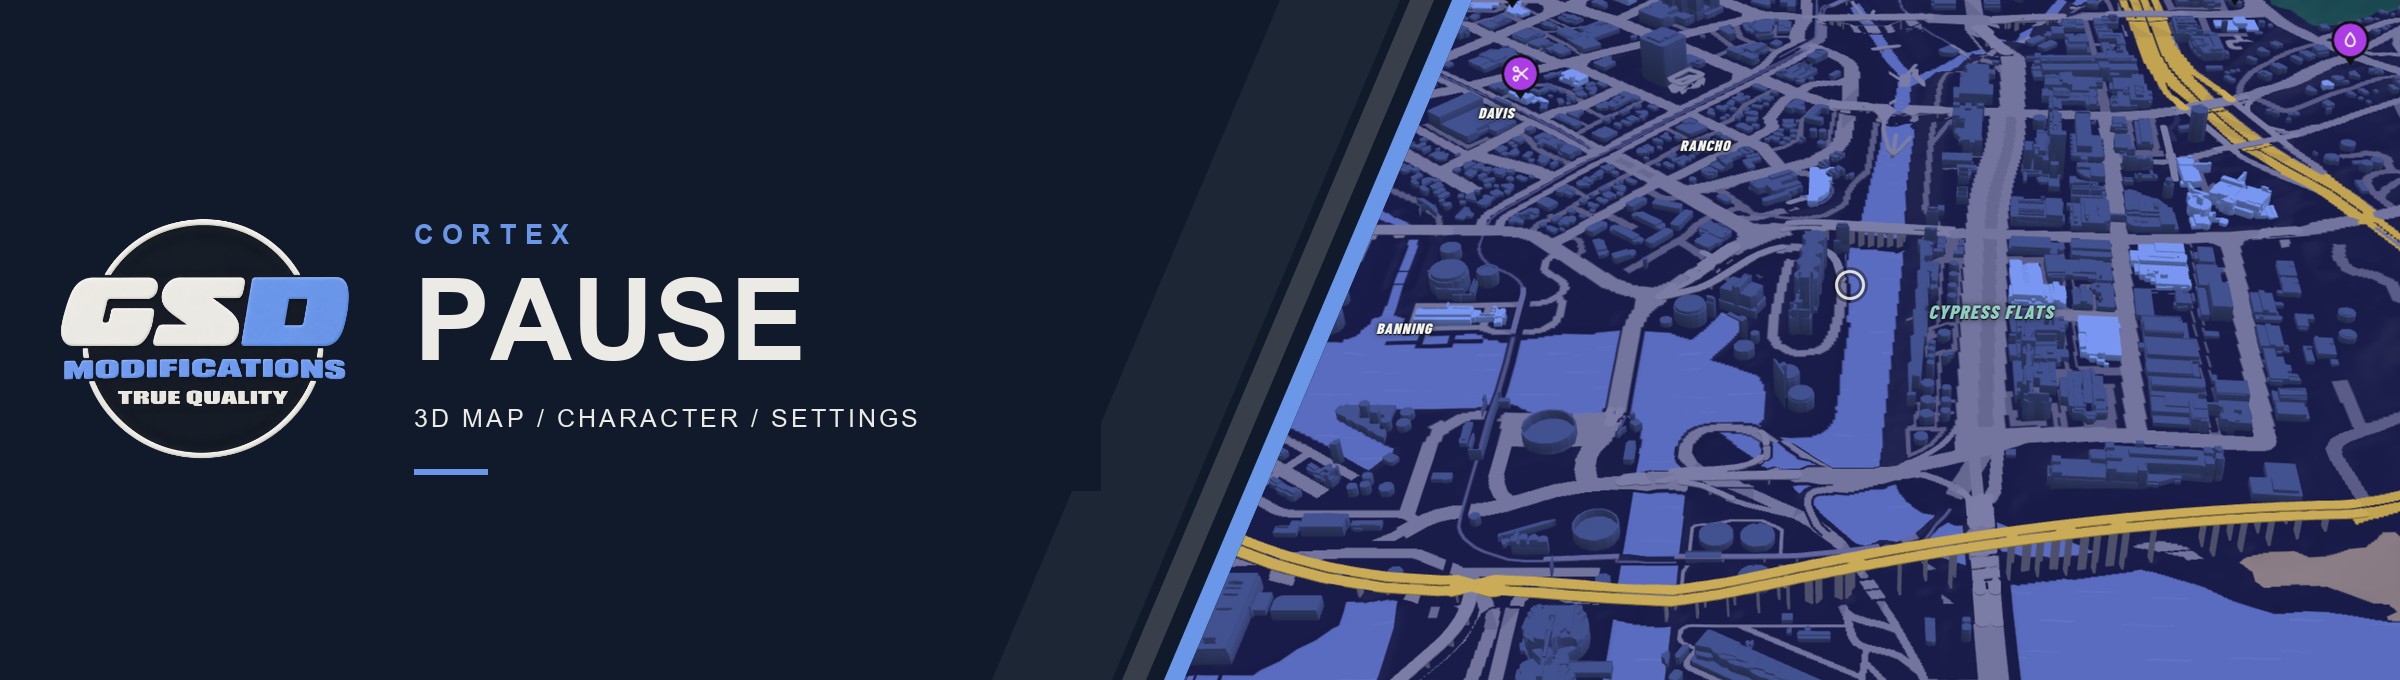 GSD
MODIFICATIONS
TRUE QUALITY
CORTEX
PAUSE
3D MAP / CHARACTER / SETTINGS
DAVIS
RANCHO
CYPRESS FLATS
BANNING